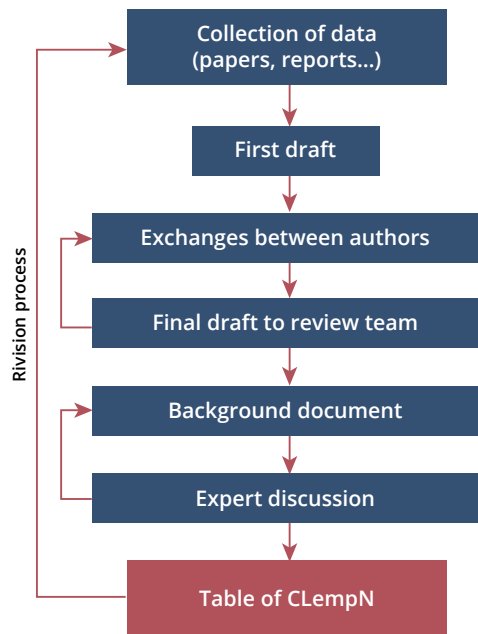 Collection of data
(papers, reports...)
First draft
Exchanges between authors
Final draft to review team
Background document
Expert discussion
Table of CLempN
Rivision process